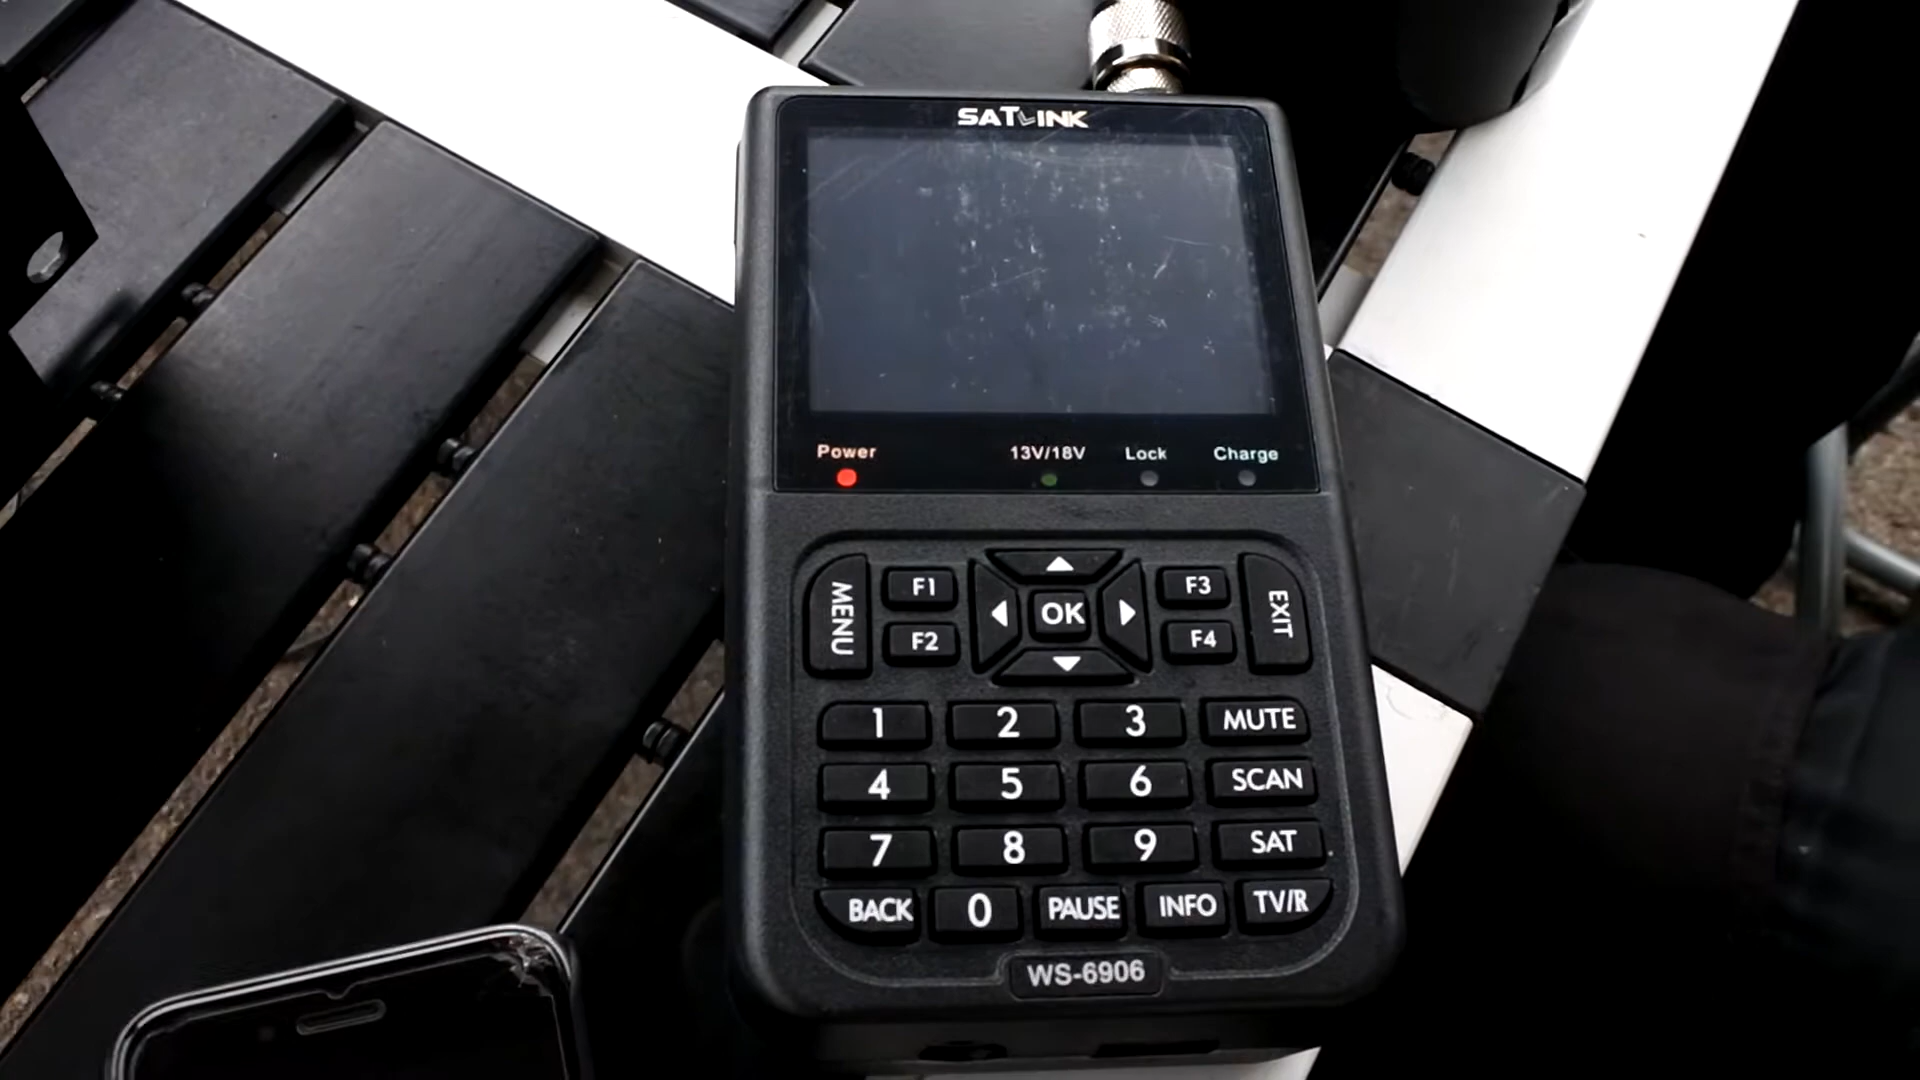 SATLINK
Power 13V/18V Lock Charge
MENU F1 F2 OK F3 F4 EXIT
1 2 3 MUTE
4 5 6 SCAN
7 8 9 SAT
BACK 0 PAUSE INFO TV/R
WS-6906